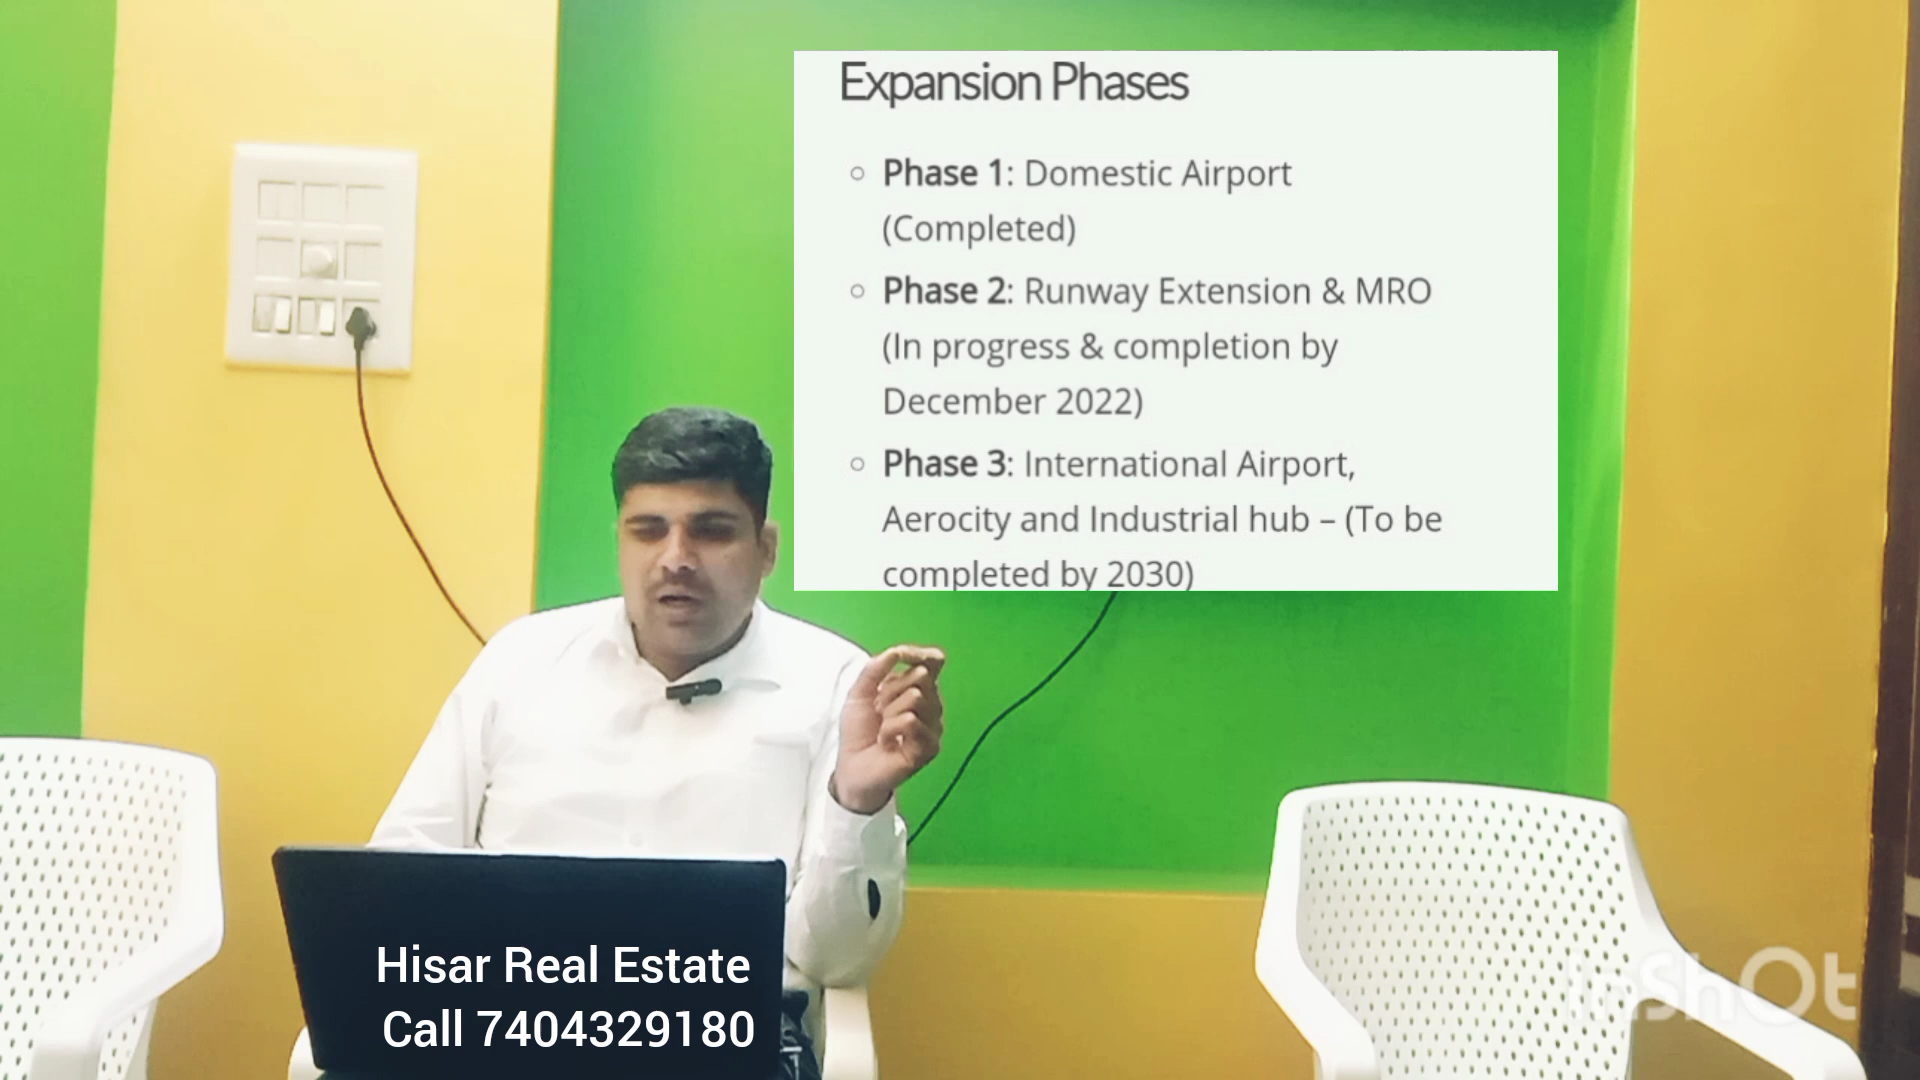 Expansion Phases
Phase 1: Domestic Airport
(Completed)
Phase 2: Runway Extension & MRO
(In progress & completion by
December 2022)
Phase 3: International Airport,
Aerocity and Industrial hub – (To be
completed by 2030)
Hisar Real Estate
Call 7404329180
InShOt